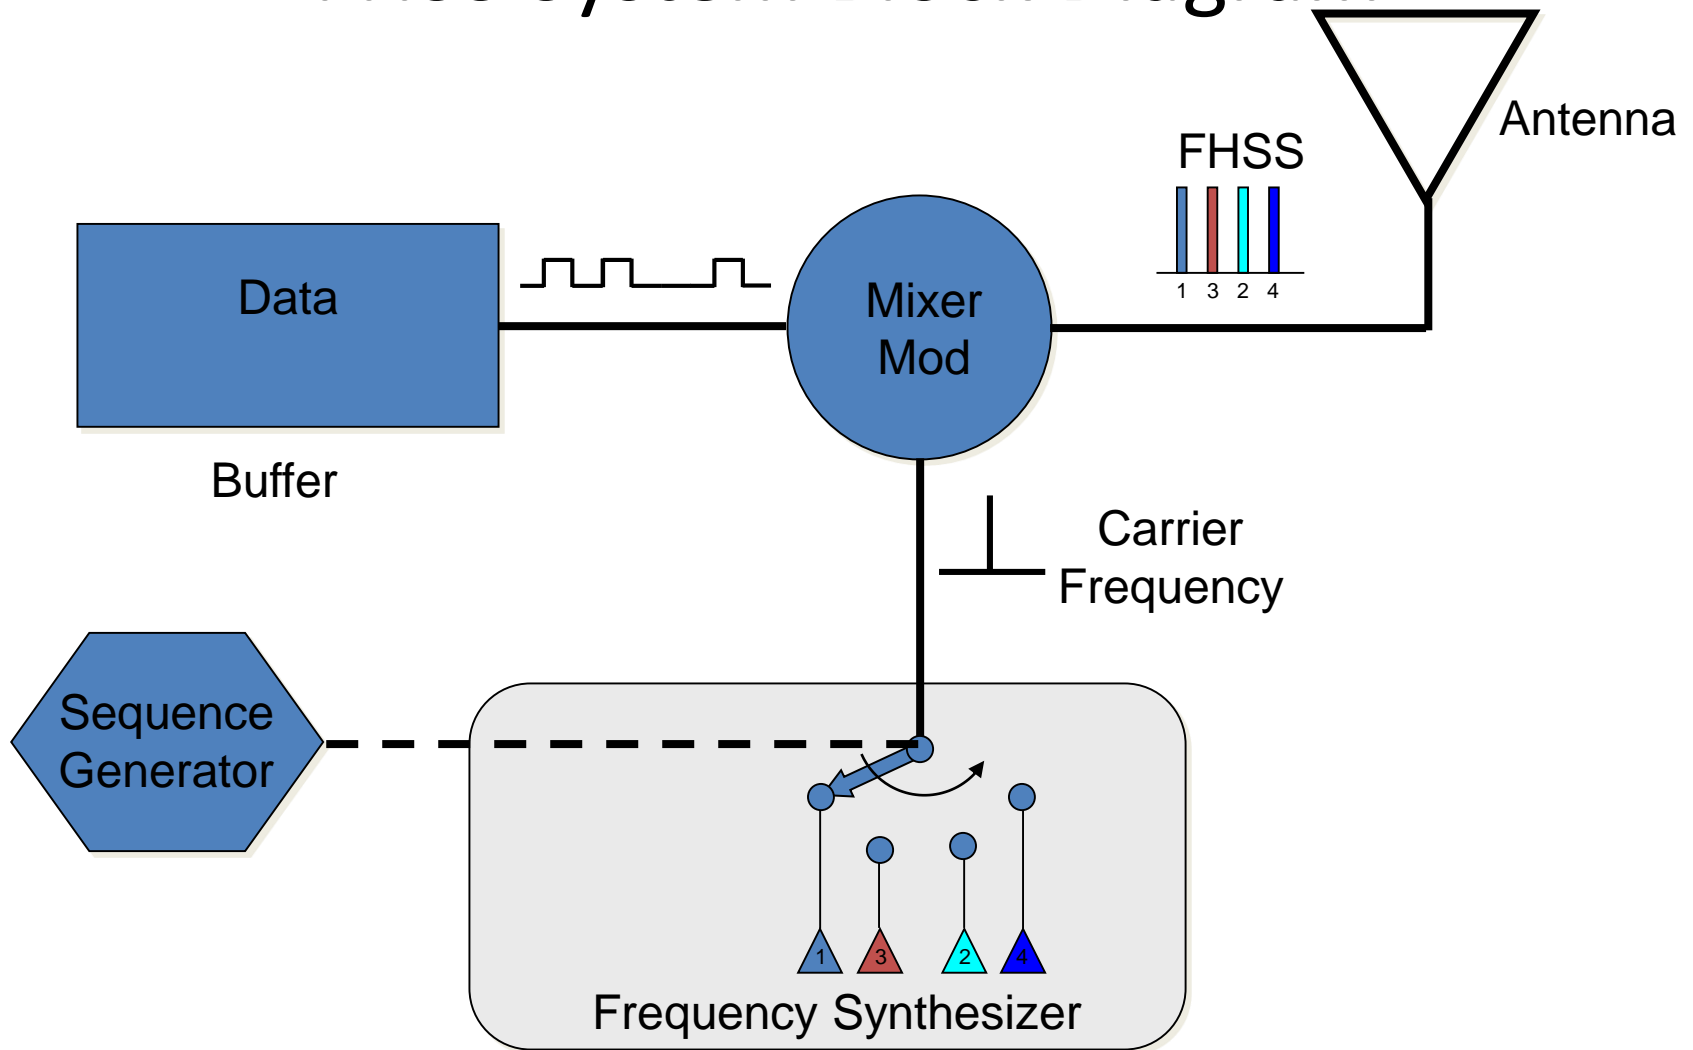 Antenna
FHSS
1 3 2 4
Data
Mixer
Mod
Buffer
Carrier
Frequency
Sequence
Generator
1 3 2 4
Frequency Synthesizer